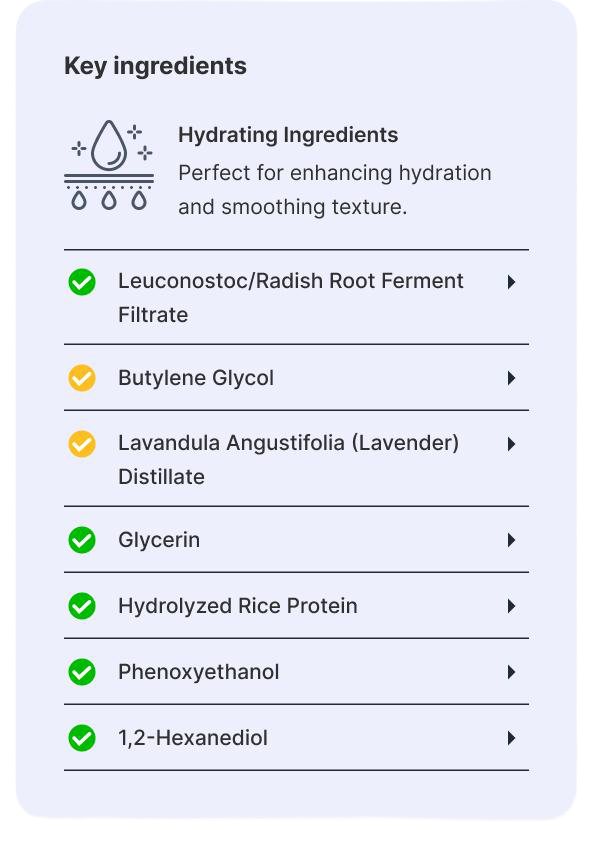 Key ingredients
Hydrating Ingredients
Perfect for enhancing hydration
and smoothing texture.
Leuconostoc/Radish Root Ferment
Filtrate
Butylene Glycol
Lavandula Angustifolia (Lavender)
Distillate
Glycerin
Hydrolyzed Rice Protein
Phenoxyethanol
1,2-Hexanediol